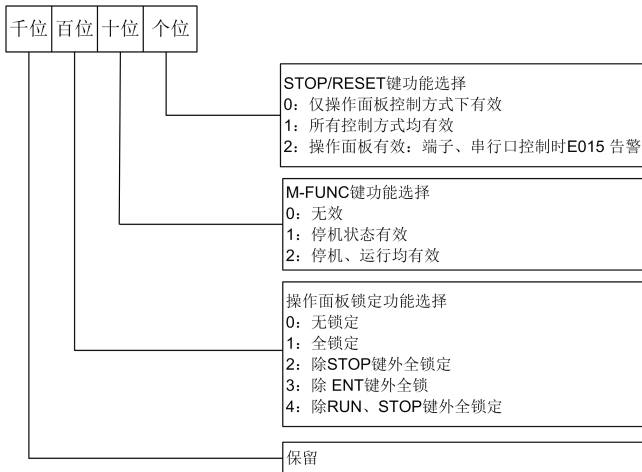 千位 百位 十位 个位
STOP/RESET键功能选择
0：仅操作面板控制方式下有效
1：所有控制方式均有效
2：操作面板有效：端子、串行口控制时E015 告警
M-FUNC键功能选择
0：无效
1：停机状态有效
2：停机、运行均有效
操作面板锁定功能选择
0：无锁定
1：全锁定
2：除STOP键外全锁定
3：除 ENT键外全锁
4：除RUN、STOP键外全锁定
保留